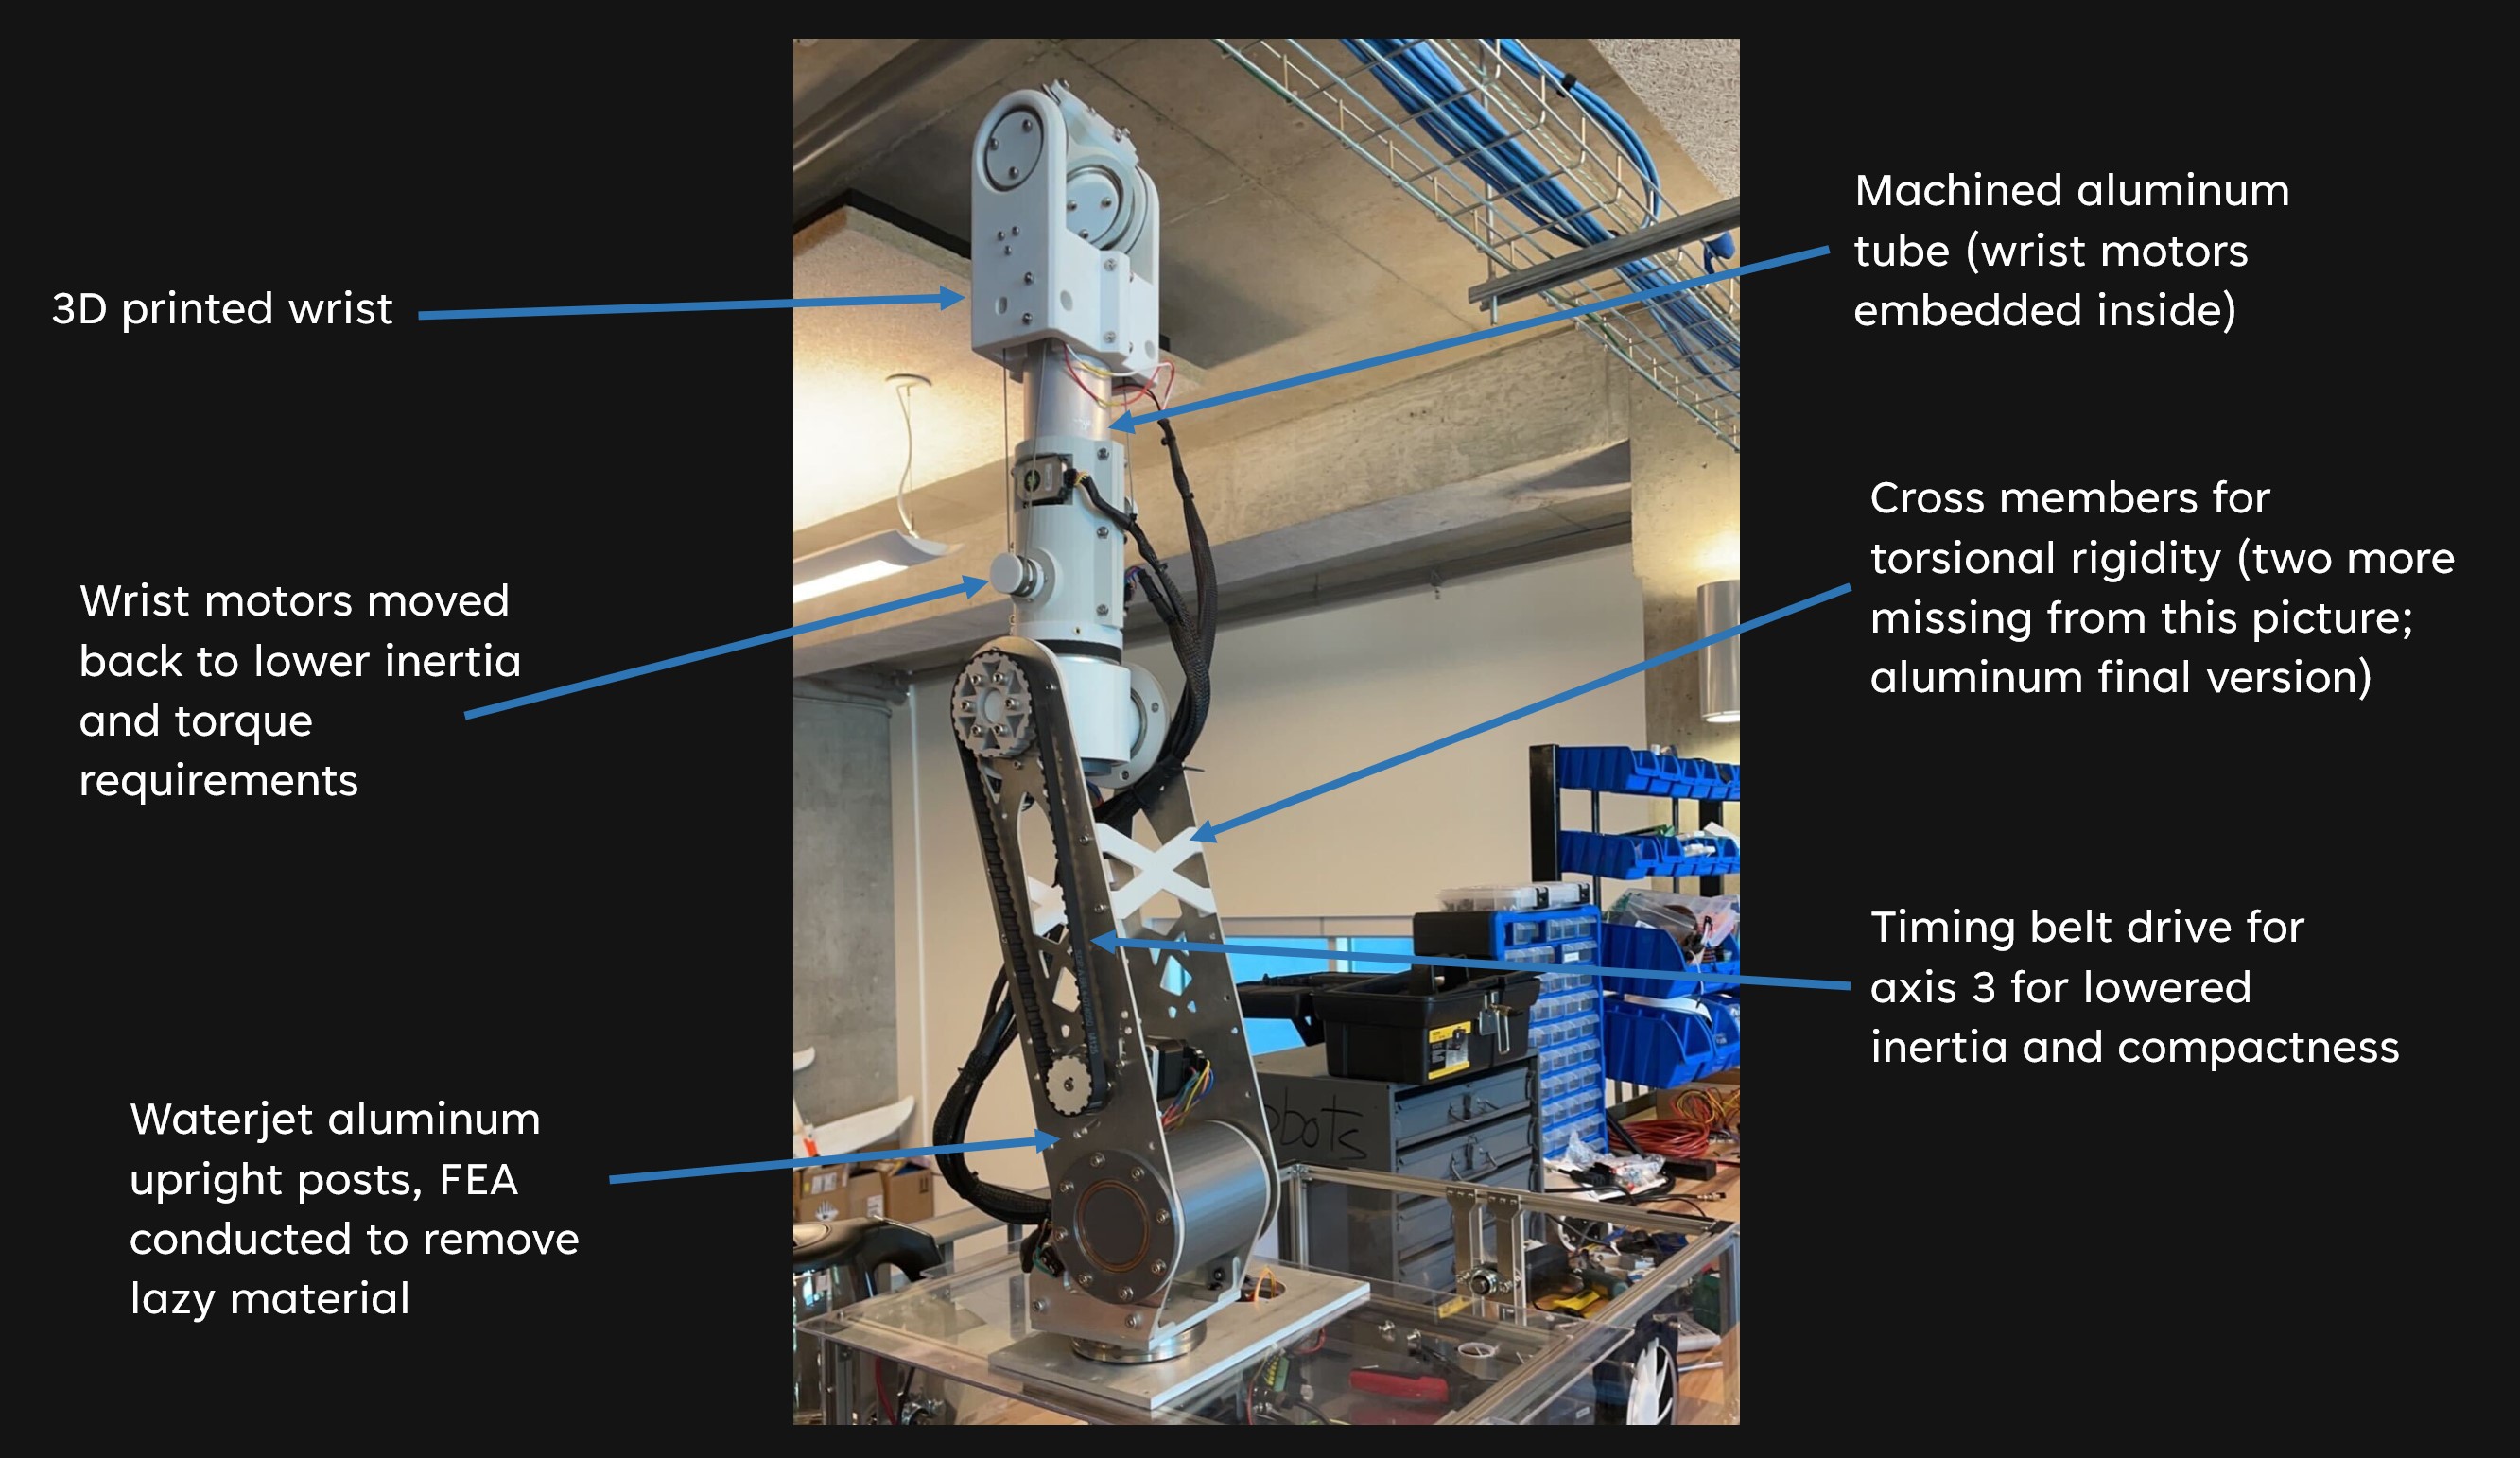 3D printed wrist
Wrist motors moved
back to lower inertia
and torque
requirements
Waterjet aluminum
upright posts, FEA
conducted to remove
lazy material
Machined aluminum
tube (wrist motors
embedded inside)
Cross members for
torsional rigidity (two more
missing from this picture;
aluminum final version)
Timing belt drive for
axis 3 for lowered
inertia and compactness
obots